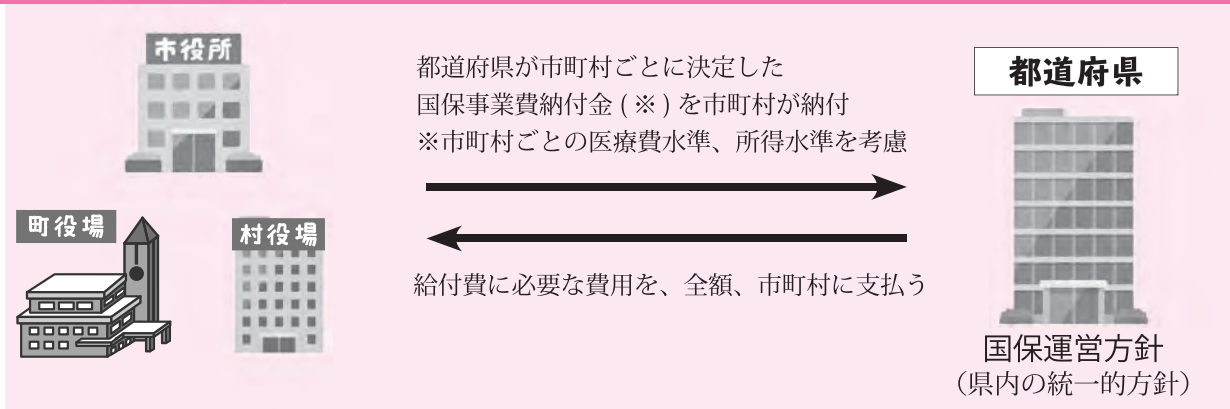 市役所
町役場
村役場
都道府県が市町村ごとに決定した
国保事業費納付金 ( ※ ) を市町村が納付
※市町村ごとの医療費水準、所得水準を考慮
給付費に必要な費用を、全額、市町村に支払う
都道府県
国保運営方針
（県内の統一的方針）